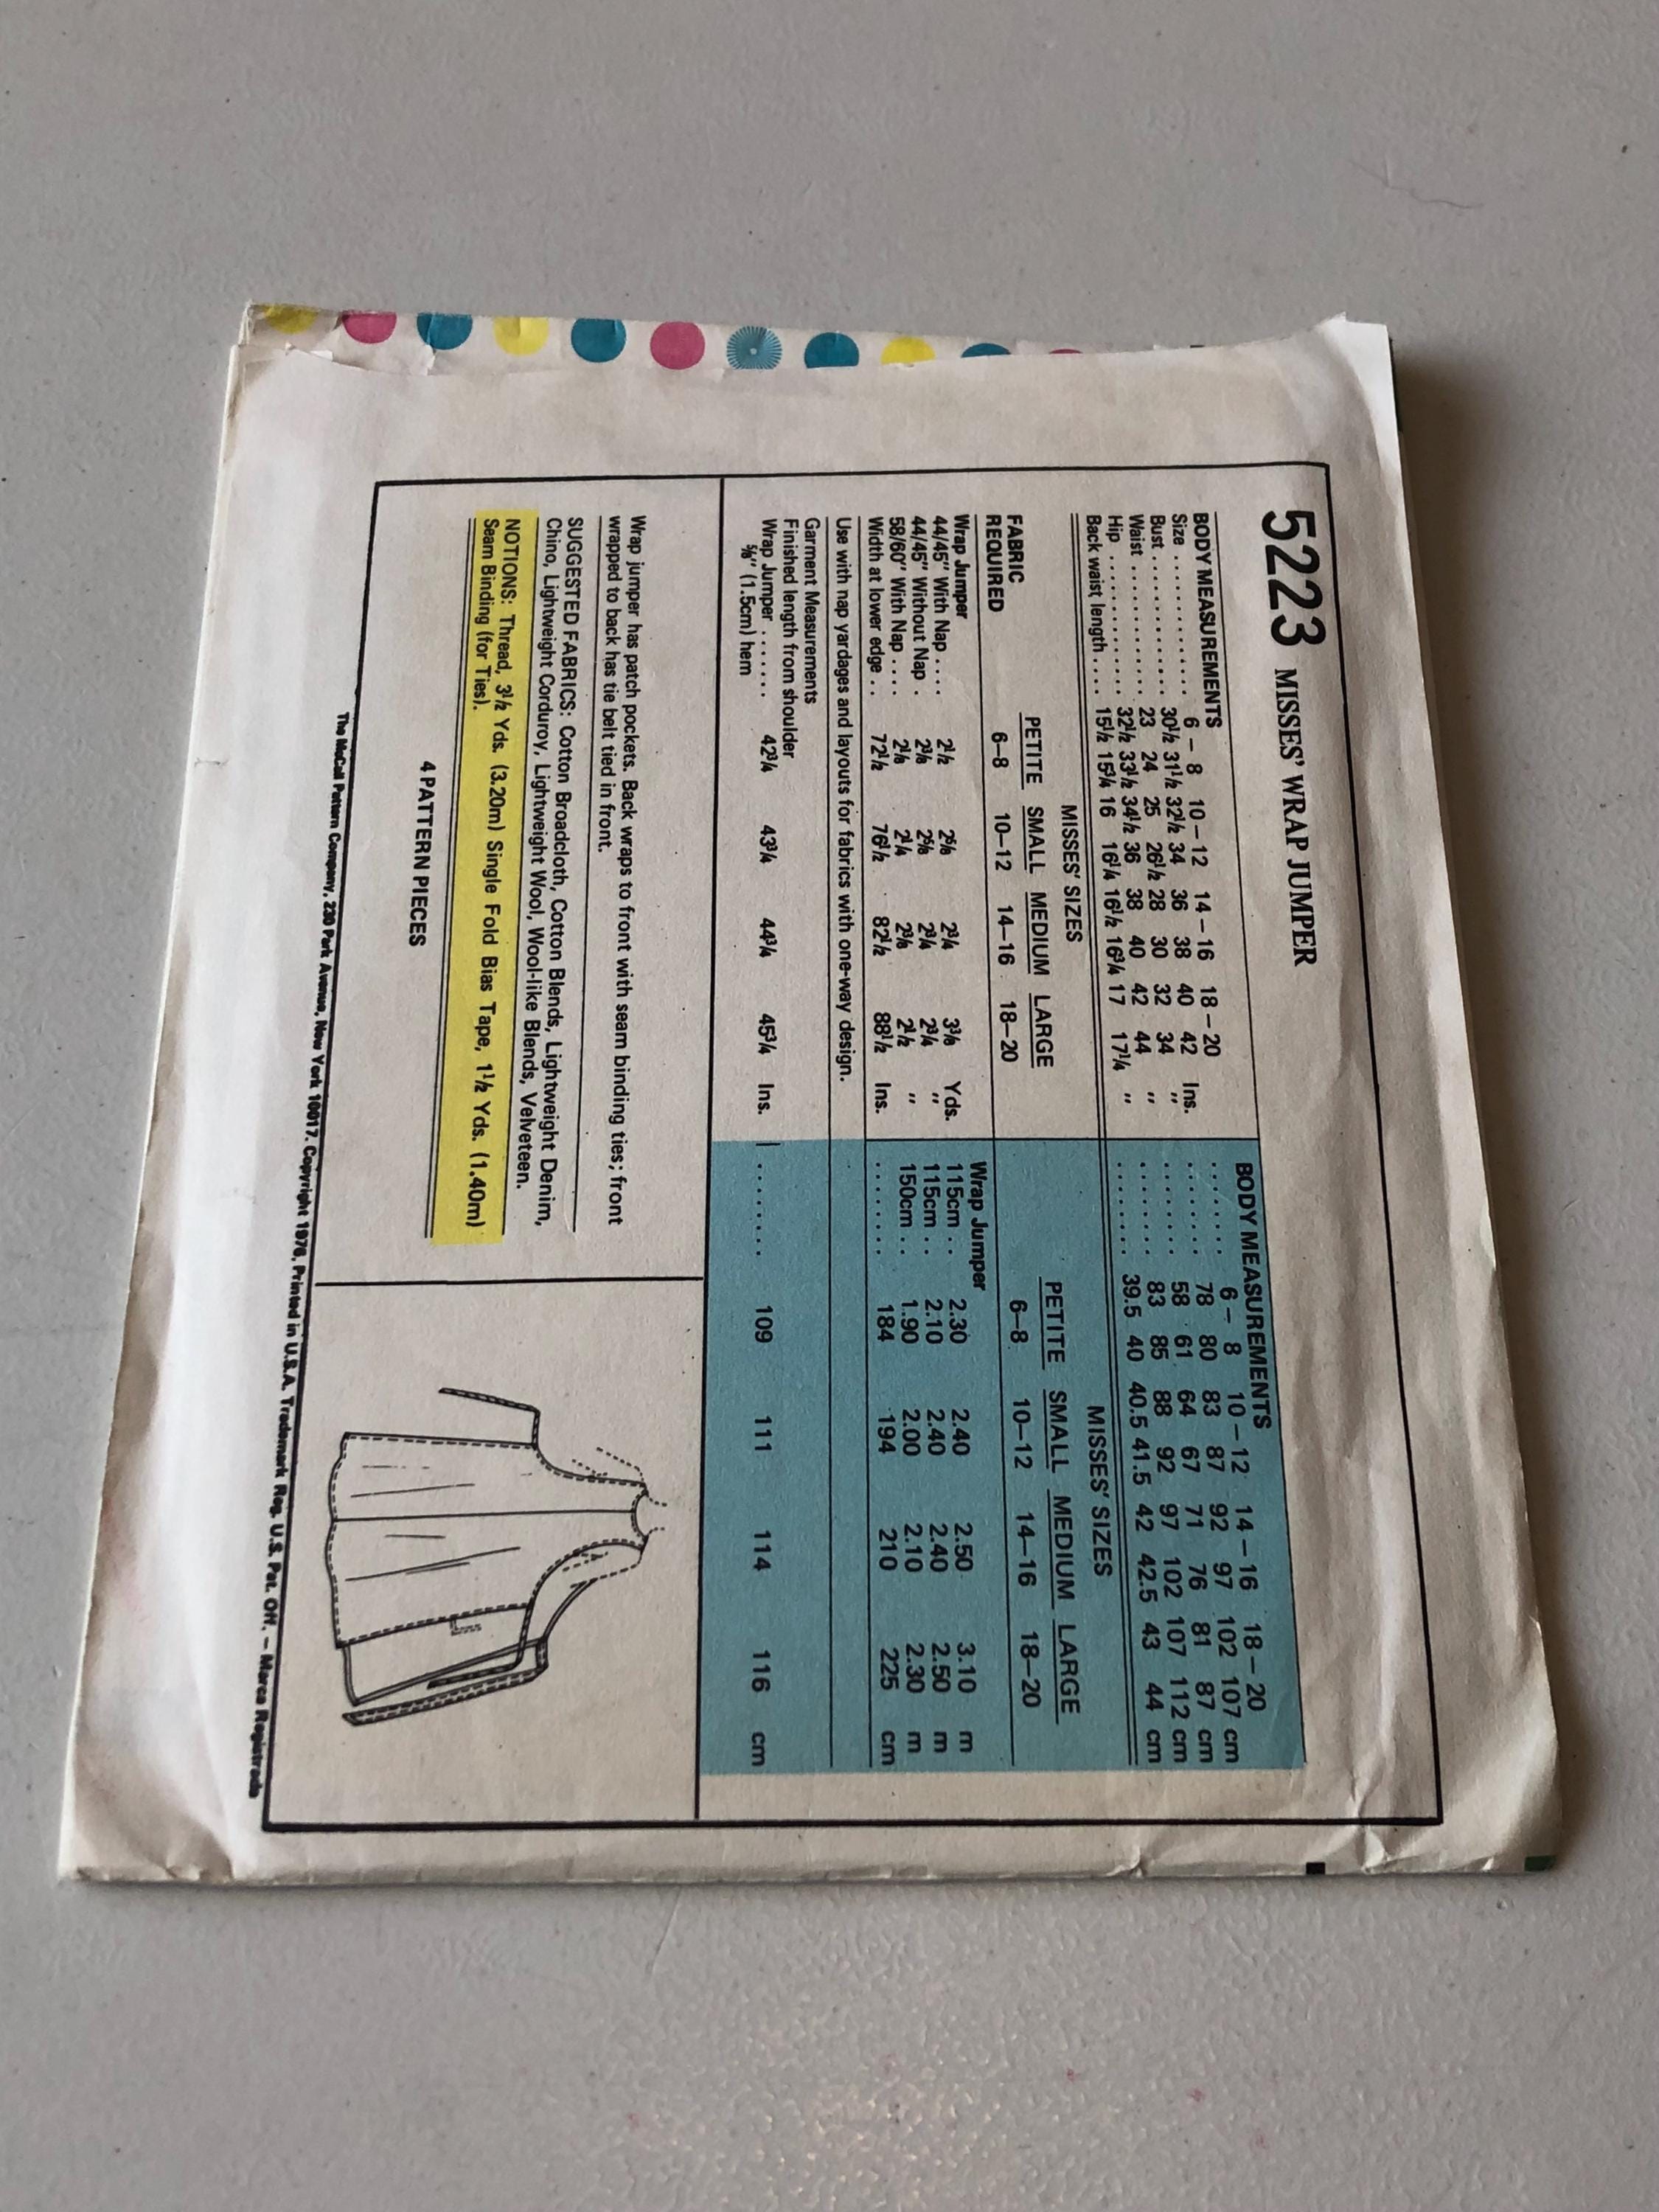 5223 MISSES' WRAP JUMPER
BODY MEASUREMENTS
Size . . . . . . . . . . . . 6 – 8 10 – 12 14 – 16 18 – 20
Bust . . . . . . . . . . . . 30½ 31½ 32½ 34 36 38 40 42 Ins.
Waist . . . . . . . . . . . 23 24 25 26½ 28 30 32 34 "
Hip . . . . . . . . . . . . 32½ 33½ 34½ 36 38 40 42 44 "
Back waist length . . . . 15½ 15¾ 16 16¼ 16½ 16¾ 17 17¼ "
MISSES' SIZES
FABRIC REQUIRED
PETITE SMALL MEDIUM LARGE
6–8 10–12 14–16 18–20
Wrap Jumper
44/45" With Nap . . . . 2½ 2⅝ 2¾ 3⅜ Yds.
44/45" Without Nap . 2⅜ 2⅝ 2¾ 2¾ "
58/60" With Nap . . . . 2⅛ 2¼ 2⅜ 2½ "
Width at lower edge . . 72½ 76½ 82½ 88½ Ins.
Use with nap yardages and layouts for fabrics with one-way design.
Garment Measurements
Finished length from shoulder
Wrap Jumper . . . . . . . 42¾ 43¾ 44¾ 45¾ Ins.
⅝" (1.5cm) hem
BODY MEASUREMENTS
. . . . . . . 6 – 8 10 – 12 14 – 16 18 – 20
. . . . . . . 78 80 83 87 92 97 102 107 cm
. . . . . . . 58 61 64 67 71 76 81 87 cm
. . . . . . . 83 85 88 92 97 102 107 112 cm
. . . . . . . 39.5 40 40.5 41.5 42 42.5 43 44 cm
MISSES' SIZES
PETITE SMALL MEDIUM LARGE
6–8 10–12 14–16 18–20
Wrap Jumper
115cm . . 2.30 2.40 2.50 3.10 m
115cm . . 2.10 2.40 2.40 2.50 m
150cm . . 1.90 2.00 2.10 2.30 m
. . . . . . . 184 194 210 225 cm
. . . . . . . 109 111 114 116 cm
Wrap jumper has patch pockets. Back wraps to front with seam binding ties; front
wrapped to back has tie belt tied in front.
SUGGESTED FABRICS: Cotton Broadcloth, Cotton Blends, Lightweight Denim,
Chino, Lightweight Corduroy, Lightweight Wool, Wool-like Blends, Velveteen.
NOTIONS: Thread, 3½ Yds. (3.20m) Single Fold Bias Tape, 1½ Yds. (1.40m)
Seam Binding (for Ties).
4 PATTERN PIECES
The McCall Pattern Company, 230 Park Avenue, New York 10017. Copyright 1976, Printed in U.S.A. Trademark Reg. U.S. Pat. Off. – Marca Registrada